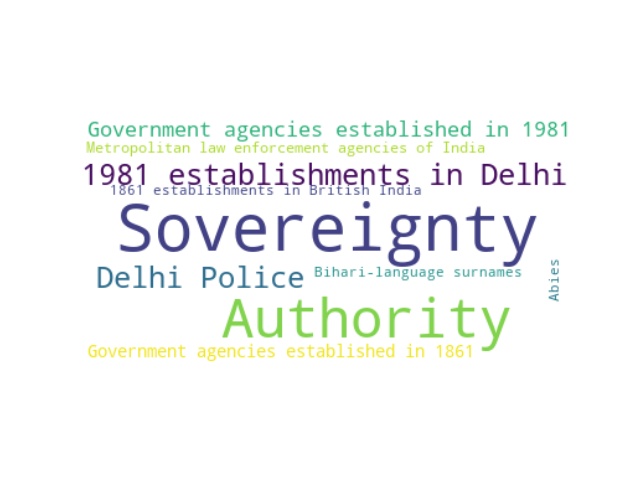 Government agencies established in 1981
Metropolitan law enforcement agencies of India
1981 establishments in Delhi
1861 establishments in British India
Sovereignty
Delhi Police
Bihari-language surnames
Abies
Authority
Government agencies established in 1861